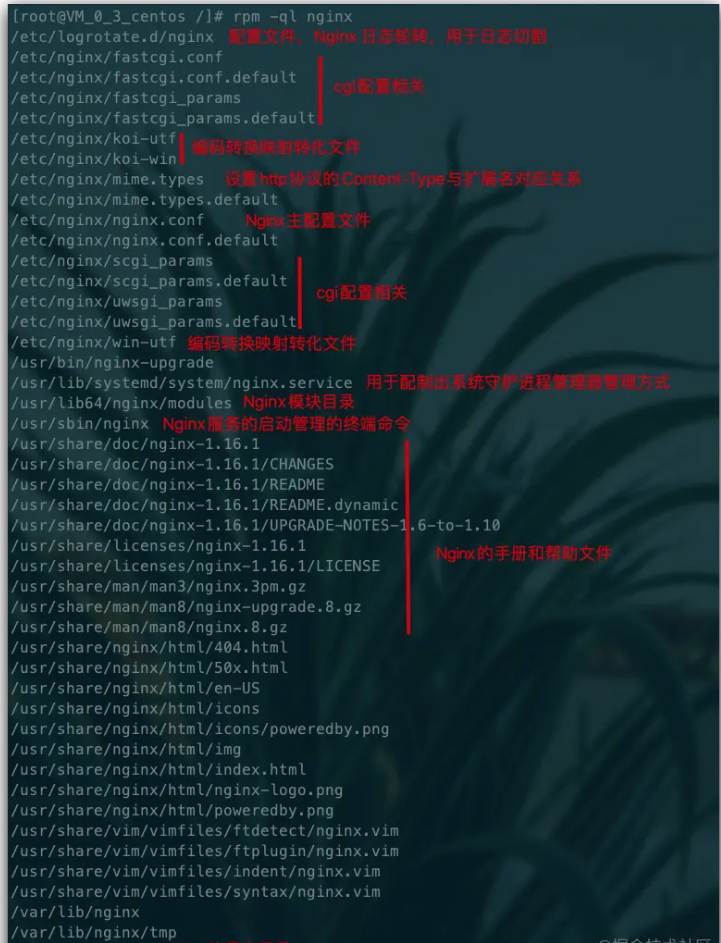 [root@VM_0_3_centos /]# rpm -ql nginx
/etc/logrotate.d/nginx 配置文件，Nginx 日志轮转，用于日志切割
/etc/nginx/fastcgi.conf
/etc/nginx/fastcgi.conf.default
cgI配置相关
/etc/nginx/fastcgi_params
/etc/nginx/fastcgi_params.default
/etc/nginx/koi-utf
编码转换映射转化文件
/etc/nginx/koi-win
/etc/nginx/mime.types 设置http协议的Content-Type与扩展名对应关系
/etc/nginx/mime.types.default
/etc/nginx/nginx.conf Nginx主配置文件
/etc/nginx/nginx.conf.default
/etc/nginx/scgi_params
/etc/nginx/scgi_params.default
cgi配置相关
/etc/nginx/uwsgi_params
/etc/nginx/uwsgi_params.default
/etc/nginx/win-utf 编码转换映射转化文件
/usr/bin/nginx-upgrade
/usr/lib/systemd/system/nginx.service 用于配制出系统守护进程管理器管理方式
/usr/lib64/nginx/modules Nginx模块目录
/usr/sbin/nginx Nginx服务的启动管理的终端命令
/usr/share/doc/nginx-1.16.1
/usr/share/doc/nginx-1.16.1/CHANGES
/usr/share/doc/nginx-1.16.1/README
/usr/share/doc/nginx-1.16.1/README.dynamic
/usr/share/doc/nginx-1.16.1/UPGRADE-NOTES-1.6-to-1.10
/usr/share/licenses/nginx-1.16.1
Nginx的手册和帮助文件
/usr/share/licenses/nginx-1.16.1/LICENSE
/usr/share/man/man3/nginx.3pm.gz
/usr/share/man/man8/nginx-upgrade.8.gz
/usr/share/man/man8/nginx.8.gz
/usr/share/nginx/html/404.html
/usr/share/nginx/html/50x.html
/usr/share/nginx/html/en-US
/usr/share/nginx/html/icons
/usr/share/nginx/html/icons/poweredby.png
/usr/share/nginx/html/img
/usr/share/nginx/html/index.html
/usr/share/nginx/html/nginx-logo.png
/usr/share/nginx/html/poweredby.png
/usr/share/vim/vimfiles/ftdetect/nginx.vim
/usr/share/vim/vimfiles/ftplugin/nginx.vim
/usr/share/vim/vimfiles/indent/nginx.vim
/usr/share/vim/vimfiles/syntax/nginx.vim
/var/lib/nginx
/var/lib/nginx/tmp
@掘金技术社区